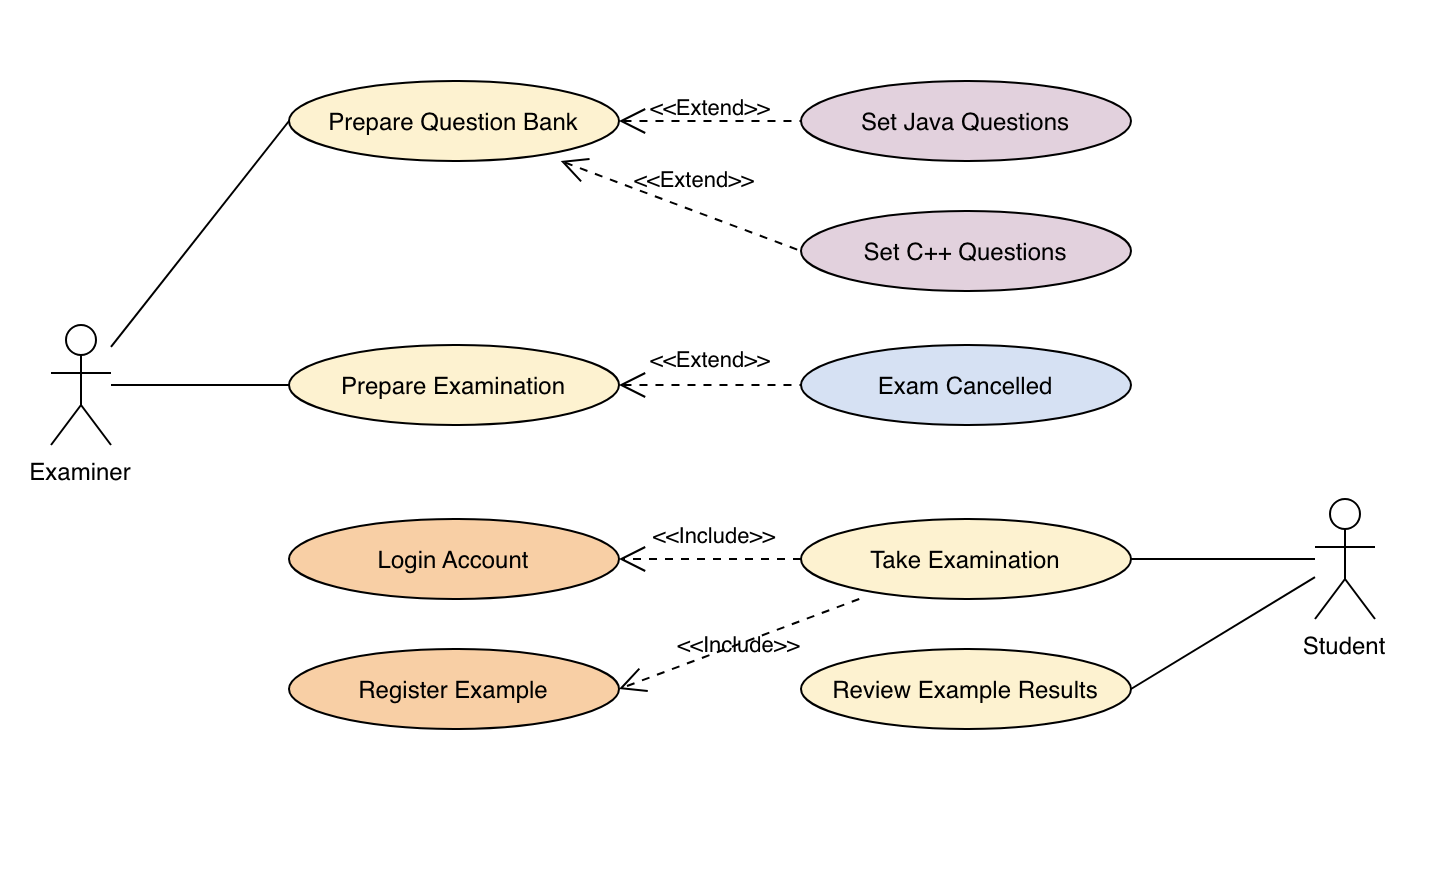 Prepare Question Bank
<<Extend>>
Set Java Questions
<<Extend>>
Set C++ Questions
Prepare Examination
<<Extend>>
Exam Cancelled
Examiner
Login Account
<<Include>>
Take Examination
<<Include>>
Student
Register Example
Review Example Results